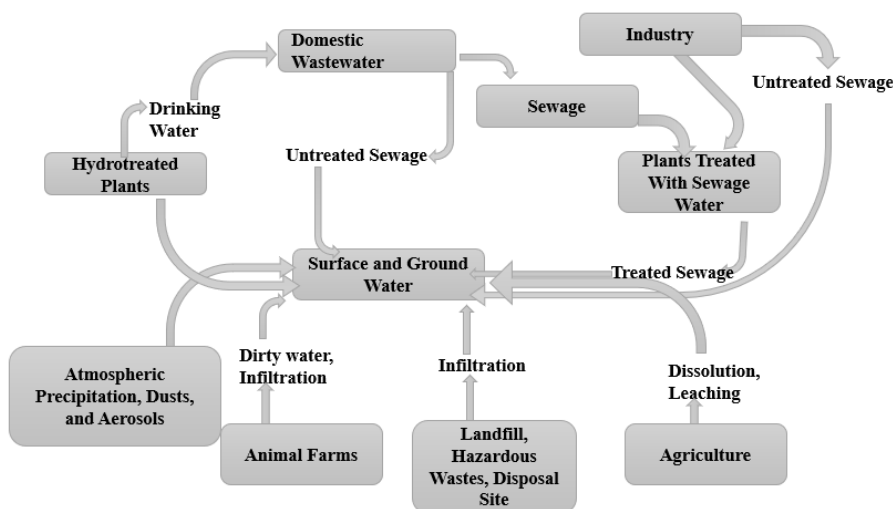 Domestic
Wastewater
Industry
Untreated Sewage
Drinking
Water
Sewage
Untreated Sewage
Hydrotreated
Plants
Plants Treated
With Sewage
Water
Surface and Ground
Water
Treated Sewage
Atmospheric
Precipitation, Dusts,
and Aerosols
Dirty water,
Infiltration
Infiltration
Dissolution,
Leaching
Animal Farms
Landfill,
Hazardous
Wastes, Disposal
Site
Agriculture